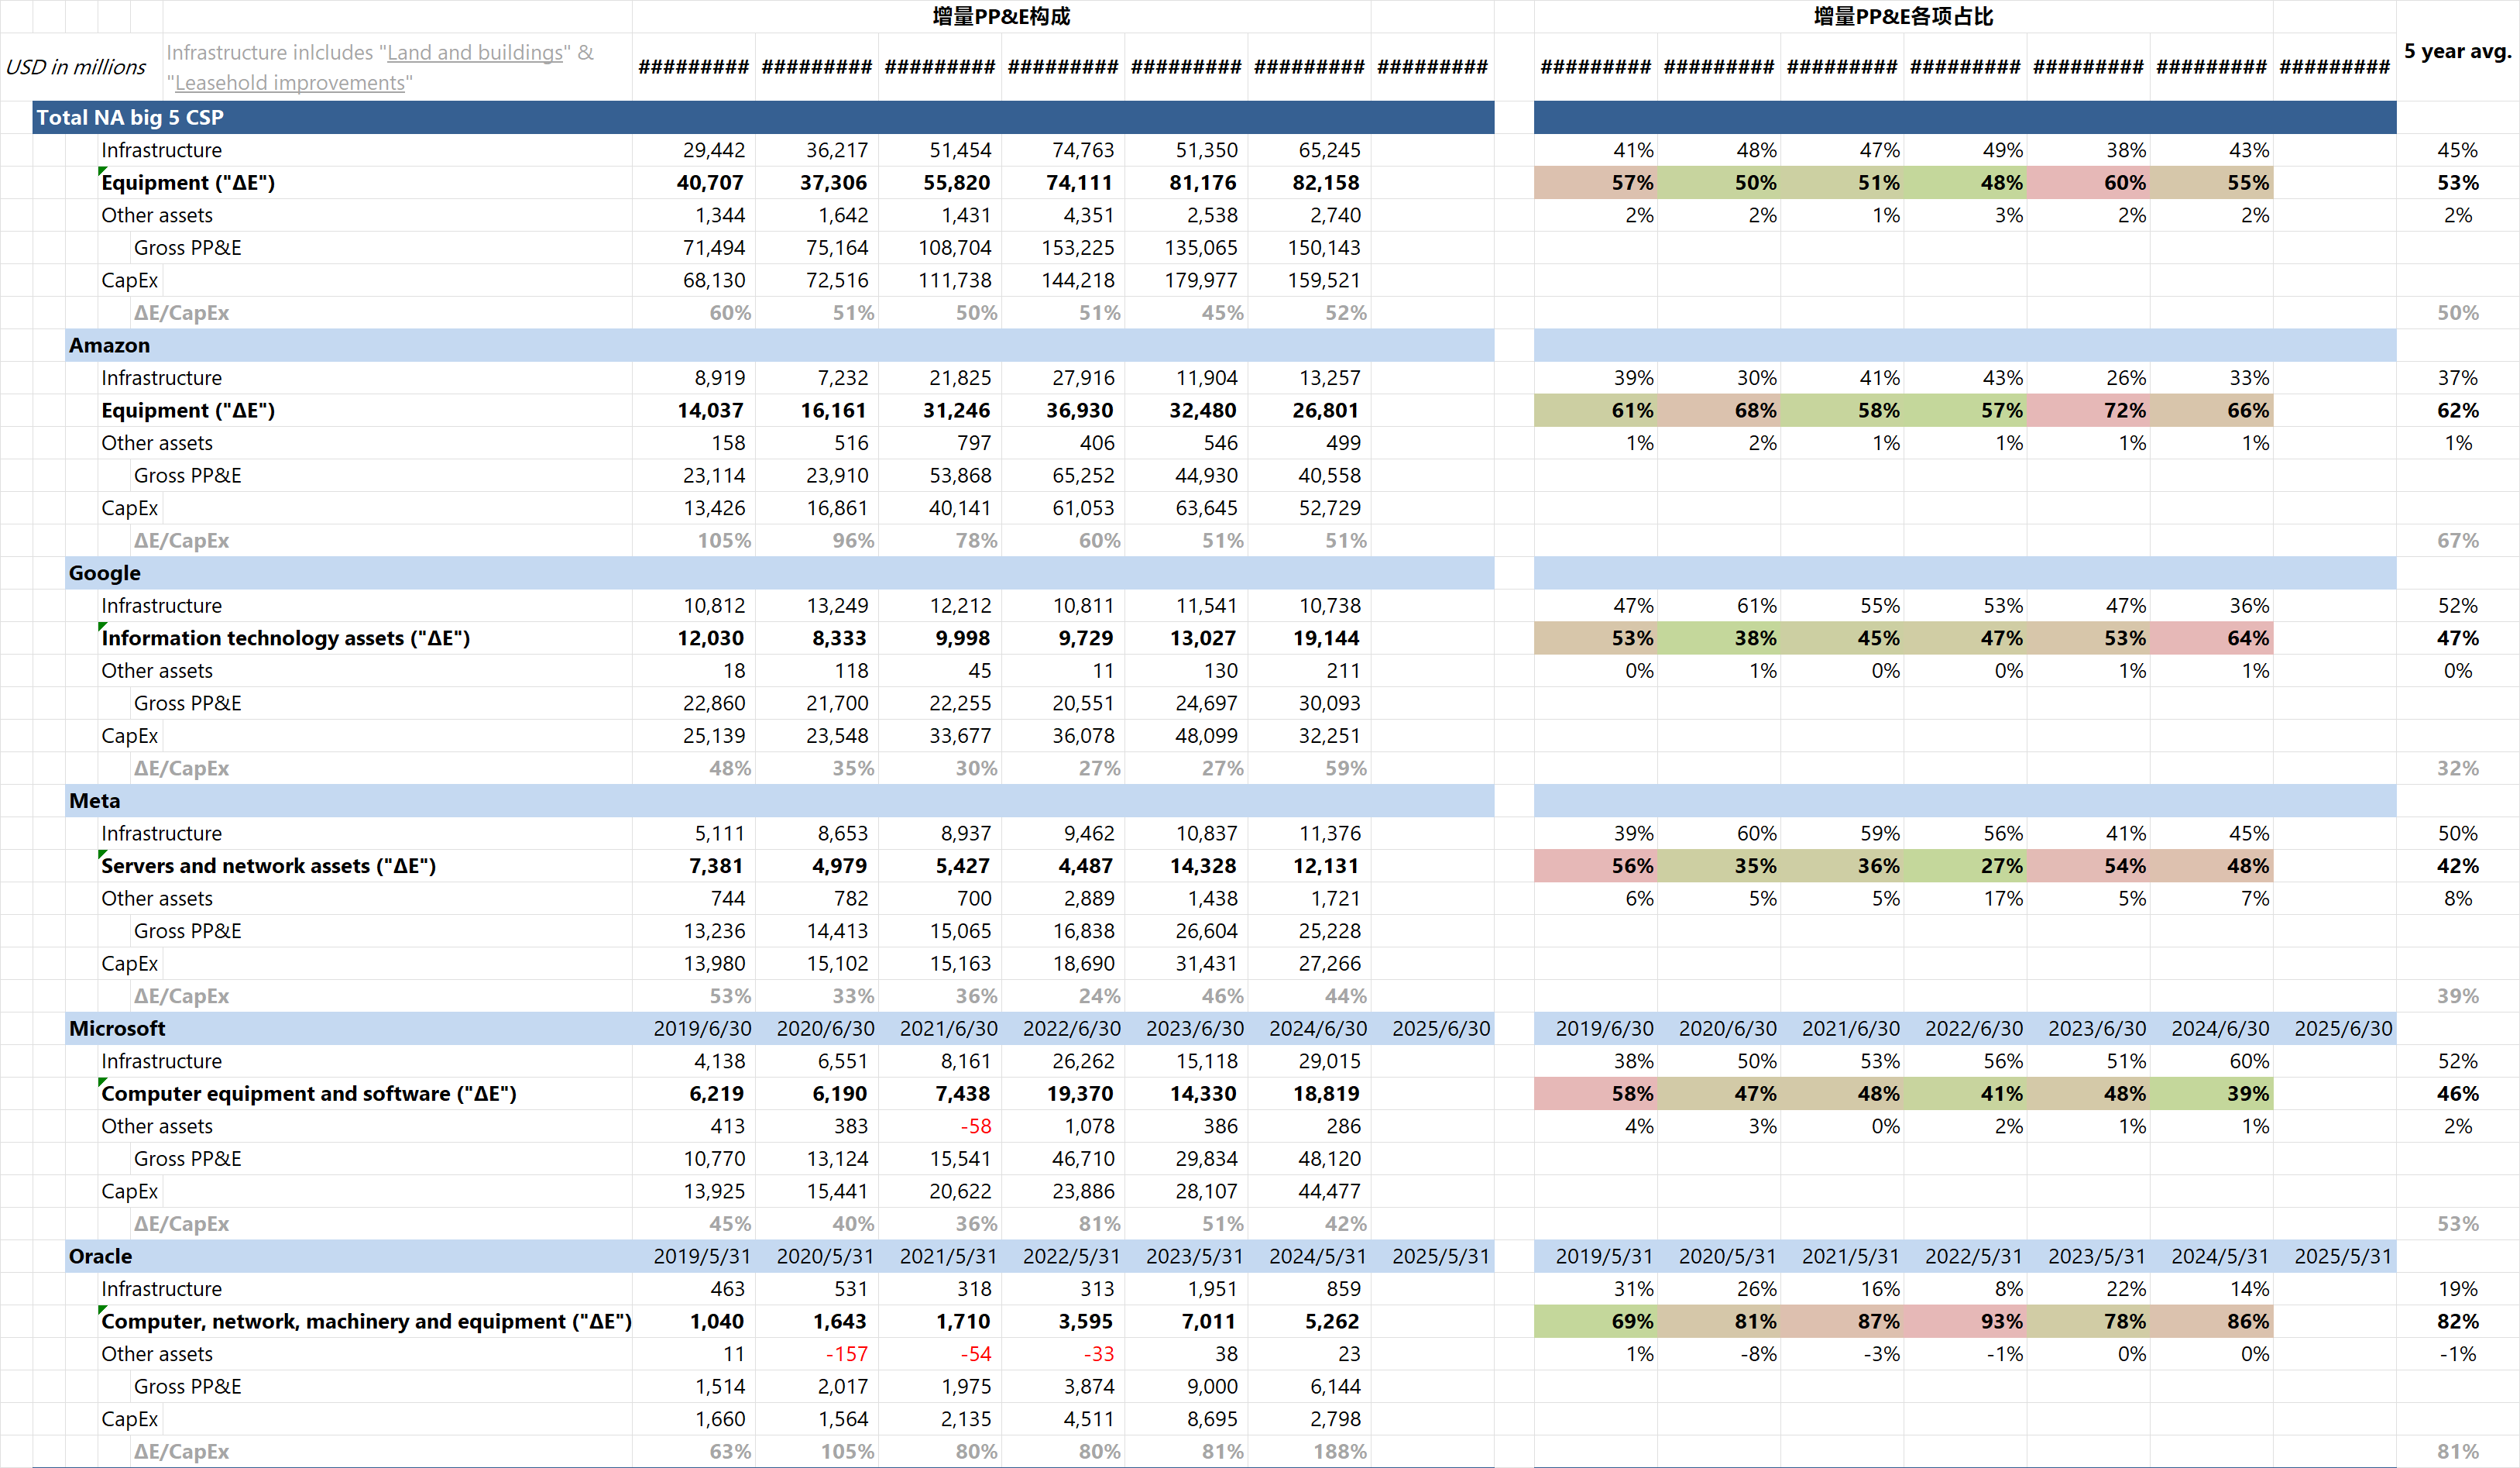 增量PP&E构成 增量PP&E各项占比
USD in millions Infrastructure inlcludes "Land and buildings" & "Leasehold improvements" ######### ######### ######### ######### ######### ######### ######### ######### ######### ######### ######### ######### ######### ######### 5 year avg.
Total NA big 5 CSP
Infrastructure 29,442 36,217 51,454 74,763 51,350 65,245 41% 48% 47% 49% 38% 43% 45%
Equipment ("ΔE") 40,707 37,306 55,820 74,111 81,176 82,158 57% 50% 51% 48% 60% 55% 53%
Other assets 1,344 1,642 1,431 4,351 2,538 2,740 2% 2% 1% 3% 2% 2% 2%
Gross PP&E 71,494 75,164 108,704 153,225 135,065 150,143
CapEx 68,130 72,516 111,738 144,218 179,977 159,521
ΔE/CapEx 60% 51% 50% 51% 45% 52% 50%
Amazon
Infrastructure 8,919 7,232 21,825 27,916 11,904 13,257 39% 30% 41% 43% 26% 33% 37%
Equipment ("ΔE") 14,037 16,161 31,246 36,930 32,480 26,801 61% 68% 58% 57% 72% 66% 62%
Other assets 158 516 797 406 546 499 1% 2% 1% 1% 1% 1% 1%
Gross PP&E 23,114 23,910 53,868 65,252 44,930 40,558
CapEx 13,426 16,861 40,141 61,053 63,645 52,729
ΔE/CapEx 105% 96% 78% 60% 51% 51% 67%
Google
Infrastructure 10,812 13,249 12,212 10,811 11,541 10,738 47% 61% 55% 53% 47% 36% 52%
Information technology assets ("ΔE") 12,030 8,333 9,998 9,729 13,027 19,144 53% 38% 45% 47% 53% 64% 47%
Other assets 18 118 45 11 130 211 0% 1% 0% 0% 1% 1% 0%
Gross PP&E 22,860 21,700 22,255 20,551 24,697 30,093
CapEx 25,139 23,548 33,677 36,078 48,099 32,251
ΔE/CapEx 48% 35% 30% 27% 27% 59% 32%
Meta
Infrastructure 5,111 8,653 8,937 9,462 10,837 11,376 39% 60% 59% 56% 41% 45% 50%
Servers and network assets ("ΔE") 7,381 4,979 5,427 4,487 14,328 12,131 56% 35% 36% 27% 54% 48% 42%
Other assets 744 782 700 2,889 1,438 1,721 6% 5% 5% 17% 5% 7% 8%
Gross PP&E 13,236 14,413 15,065 16,838 26,604 25,228
CapEx 13,980 15,102 15,163 18,690 31,431 27,266
ΔE/CapEx 53% 33% 36% 24% 46% 44% 39%
Microsoft 2019/6/30 2020/6/30 2021/6/30 2022/6/30 2023/6/30 2024/6/30 2025/6/30 2019/6/30 2020/6/30 2021/6/30 2022/6/30 2023/6/30 2024/6/30 2025/6/30
Infrastructure 4,138 6,551 8,161 26,262 15,118 29,015 38% 50% 53% 56% 51% 60% 52%
Computer equipment and software ("ΔE") 6,219 6,190 7,438 19,370 14,330 18,819 58% 47% 48% 41% 48% 39% 46%
Other assets 413 383 -58 1,078 386 286 4% 3% 0% 2% 1% 1% 2%
Gross PP&E 10,770 13,124 15,541 46,710 29,834 48,120
CapEx 13,925 15,441 20,622 23,886 28,107 44,477
ΔE/CapEx 45% 40% 36% 81% 51% 42% 53%
Oracle 2019/5/31 2020/5/31 2021/5/31 2022/5/31 2023/5/31 2024/5/31 2025/5/31 2019/5/31 2020/5/31 2021/5/31 2022/5/31 2023/5/31 2024/5/31 2025/5/31
Infrastructure 463 531 318 313 1,951 859 31% 26% 16% 8% 22% 14% 19%
Computer, network, machinery and equipment ("ΔE") 1,040 1,643 1,710 3,595 7,011 5,262 69% 81% 87% 93% 78% 86% 82%
Other assets 11 -157 -54 -33 38 23 1% -8% -3% -1% 0% 0% -1%
Gross PP&E 1,514 2,017 1,975 3,874 9,000 6,144
CapEx 1,660 1,564 2,135 4,511 8,695 2,798
ΔE/CapEx 63% 105% 80% 80% 81% 188% 81%